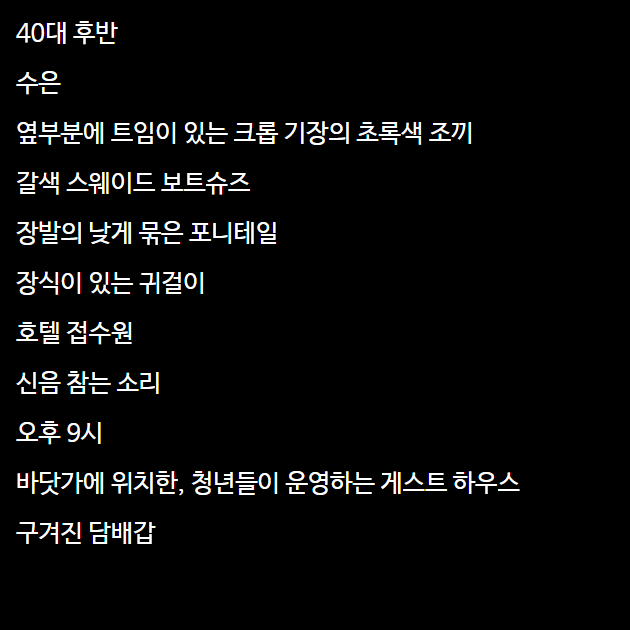 40대 후반
수은
옆부분에 트임이 있는 크롭 기장의 초록색 조끼
갈색 스웨이드 보트슈즈
장발의 낮게 묶은 포니테일
장식이 있는 귀걸이
호텔 접수원
신음 참는 소리
오후 9시
바닷가에 위치한, 청년들이 운영하는 게스트 하우스
구겨진 담배갑